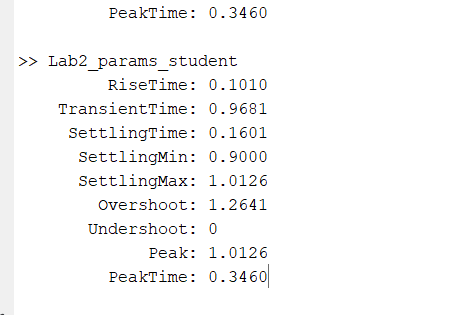 PeakTime: 0.3460
>> Lab2_params_student
RiseTime: 0.1010
TransientTime: 0.9681
SettlingTime: 0.1601
SettlingMin: 0.9000
SettlingMax: 1.0126
Overshoot: 1.2641
Undershoot: 0
Peak: 1.0126
PeakTime: 0.3460